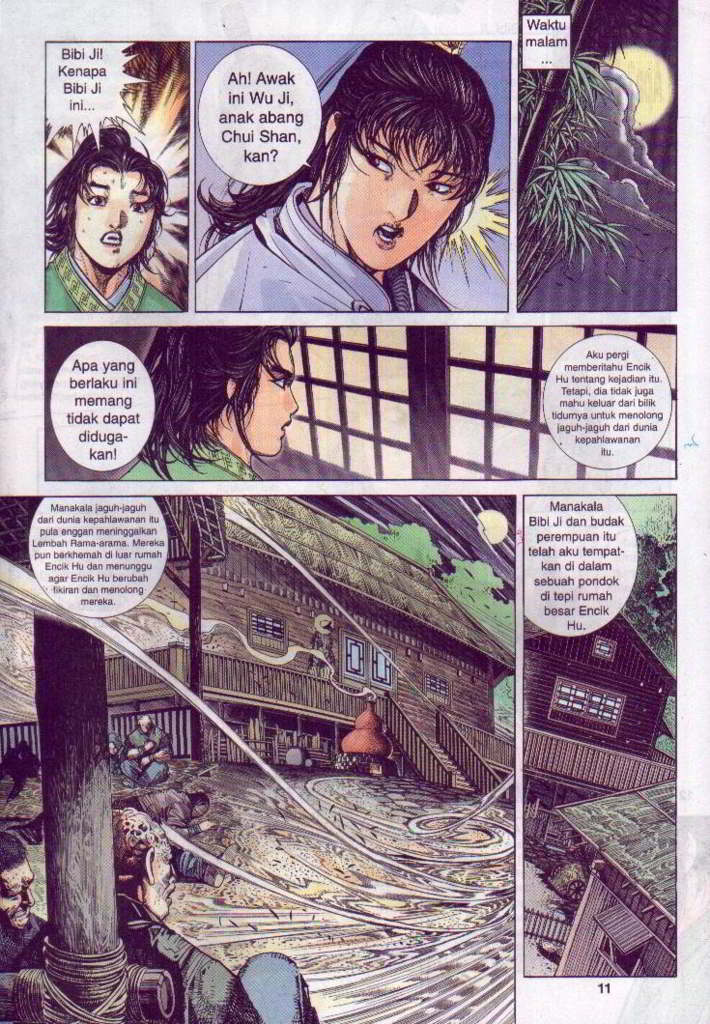 Bibi Ji!
Kenapa
Bibi Ji
ini...
Ah! Awak
ini Wu Ji,
anak abang
Chui Shan,
kan?
Waktu
malam
...
Apa yang
berlaku ini
memang
tidak dapat
diduga-
kan!
Aku pergi
memberitahu Encik
Hu tentang kejadian itu.
Tetapi, dia tidak juga
mahu keluar dari bilik
tidurnya untuk menolong
jaguh-jaguh dari dunia
kepahlawanan
itu.
Manakala jaguh-jaguh
dari dunia kepahlawanan itu
pula enggan meninggalkan
Lembah Rama-arama. Mereka
pun berkhemah di luar rumah
Encik Hu dan menunggu
agar Encik Hu berubah
fikiran dan menolong
mereka.
Manakala
Bibi Ji dan budak
perempuan itu
telah aku tempat-
kan di dalam
sebuah pondok
di tepi rumah
besar Encik
Hu.
11